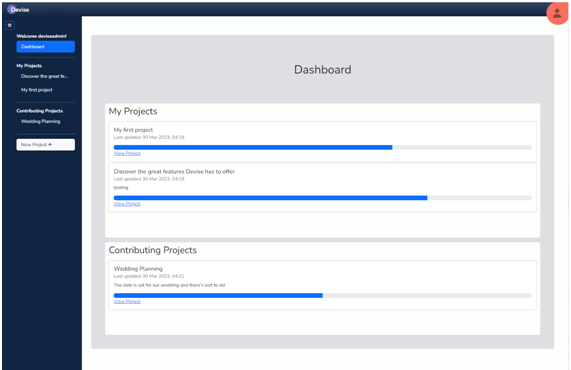 Devise
Welcome deviseadmin!
Dashboard
My Projects
Discover the great fe...
My first project
Contributing Projects
Wedding Planning
New Project +
Dashboard
My Projects
My first project
Last updated 30 Mar 2023, 04:19
View Project
Discover the great features Devise has to offer
Last updated 30 Mar 2023, 04:19
testing
View Project
Contributing Projects
Wedding Planning
Last updated 30 Mar 2023, 04:21
The date is set for our wedding and there's lost to do!
View Project